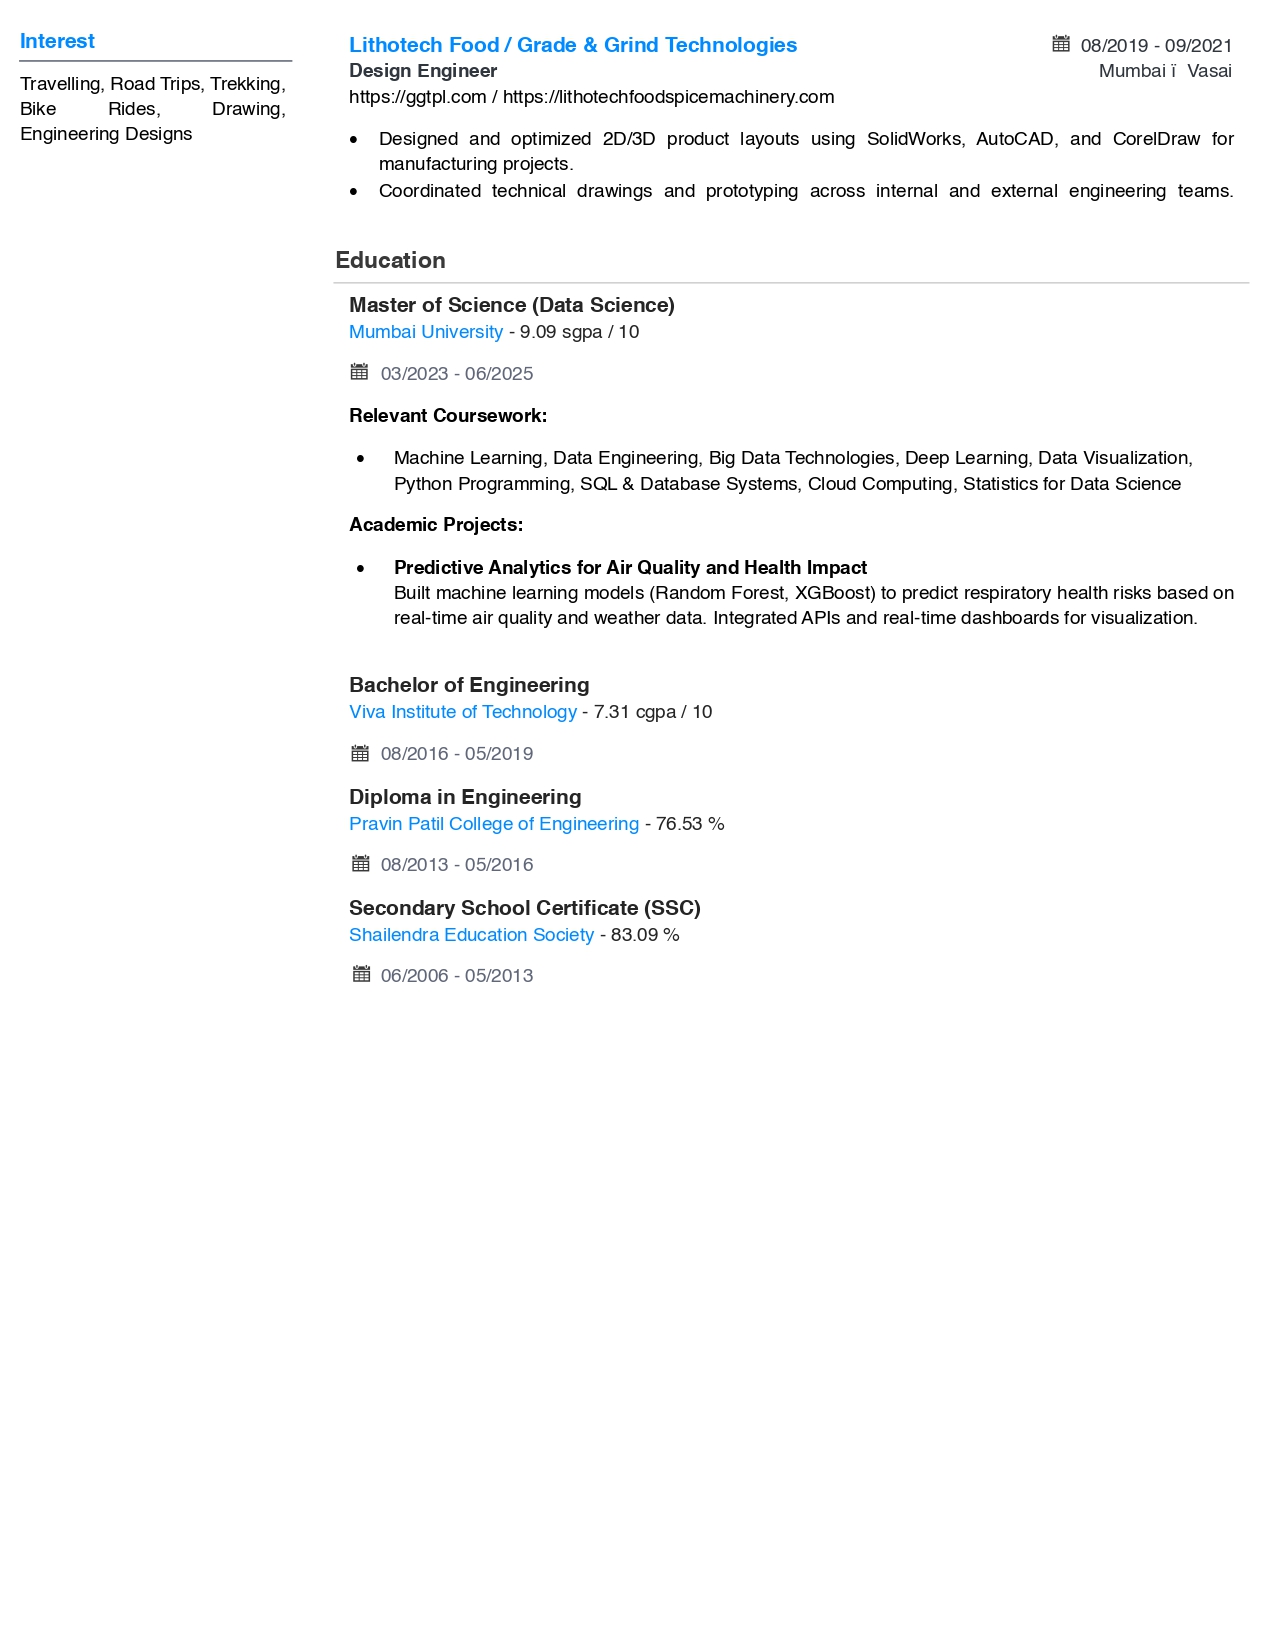 Interest
Travelling, Road Trips, Trekking,
Bike Rides, Drawing,
Engineering Designs
Lithotech Food / Grade & Grind Technologies 08/2019 - 09/2021
Design Engineer Mumbai ï Vasai
https://ggtpl.com / https://lithotechfoodspicemachinery.com
• Designed and optimized 2D/3D product layouts using SolidWorks, AutoCAD, and CorelDraw for
manufacturing projects.
• Coordinated technical drawings and prototyping across internal and external engineering teams.
Education
Master of Science (Data Science)
Mumbai University - 9.09 sgpa / 10
03/2023 - 06/2025
Relevant Coursework:
• Machine Learning, Data Engineering, Big Data Technologies, Deep Learning, Data Visualization,
Python Programming, SQL & Database Systems, Cloud Computing, Statistics for Data Science
Academic Projects:
• Predictive Analytics for Air Quality and Health Impact
Built machine learning models (Random Forest, XGBoost) to predict respiratory health risks based on
real-time air quality and weather data. Integrated APIs and real-time dashboards for visualization.
Bachelor of Engineering
Viva Institute of Technology - 7.31 cgpa / 10
08/2016 - 05/2019
Diploma in Engineering
Pravin Patil College of Engineering - 76.53 %
08/2013 - 05/2016
Secondary School Certificate (SSC)
Shailendra Education Society - 83.09 %
06/2006 - 05/2013